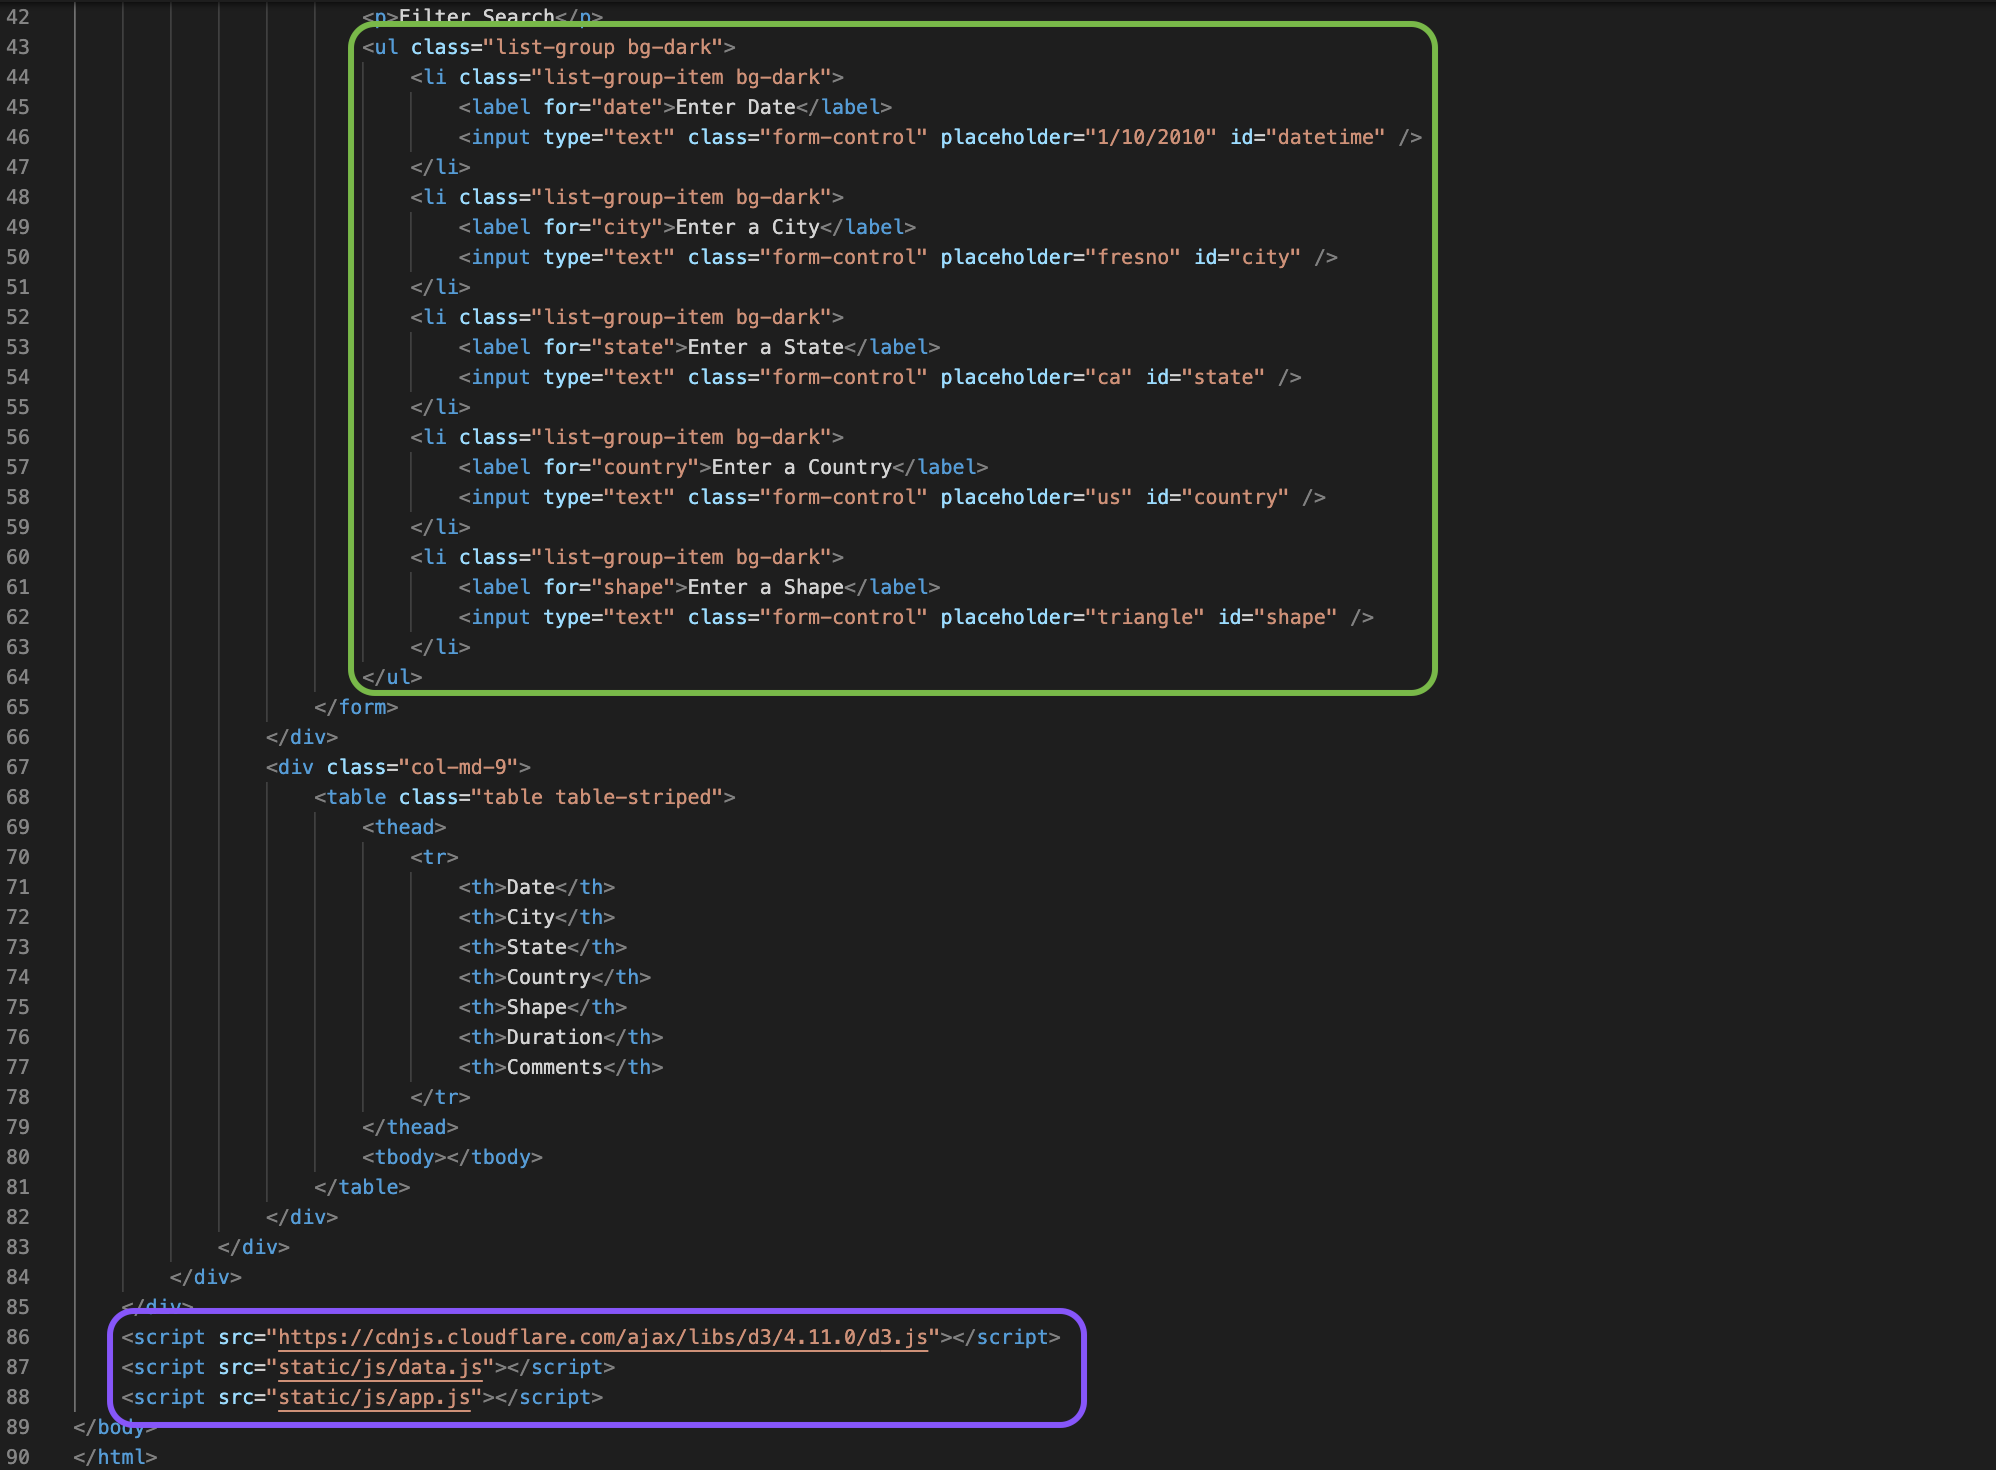 42 <p>Filter Search</p>
43 <ul class="list-group bg-dark">
44 <li class="list-group-item bg-dark">
45 <label for="date">Enter Date</label>
46 <input type="text" class="form-control" placeholder="1/10/2010" id="datetime" />
47 </li>
48 <li class="list-group-item bg-dark">
49 <label for="city">Enter a City</label>
50 <input type="text" class="form-control" placeholder="fresno" id="city" />
51 </li>
52 <li class="list-group-item bg-dark">
53 <label for="state">Enter a State</label>
54 <input type="text" class="form-control" placeholder="ca" id="state" />
55 </li>
56 <li class="list-group-item bg-dark">
57 <label for="country">Enter a Country</label>
58 <input type="text" class="form-control" placeholder="us" id="country" />
59 </li>
60 <li class="list-group-item bg-dark">
61 <label for="shape">Enter a Shape</label>
62 <input type="text" class="form-control" placeholder="triangle" id="shape" />
63 </li>
64 </ul>
65 </form>
66 </div>
67 <div class="col-md-9">
68 <table class="table table-striped">
69 <thead>
70 <tr>
71 <th>Date</th>
72 <th>City</th>
73 <th>State</th>
74 <th>Country</th>
75 <th>Shape</th>
76 <th>Duration</th>
77 <th>Comments</th>
78 </tr>
79 </thead>
80 <tbody></tbody>
81 </table>
82 </div>
83 </div>
84 </div>
85 </div>
86 <script src="https://cdnjs.cloudflare.com/ajax/libs/d3/4.11.0/d3.js"></script>
87 <script src="static/js/data.js"></script>
88 <script src="static/js/app.js"></script>
89 </body>
90 </html>